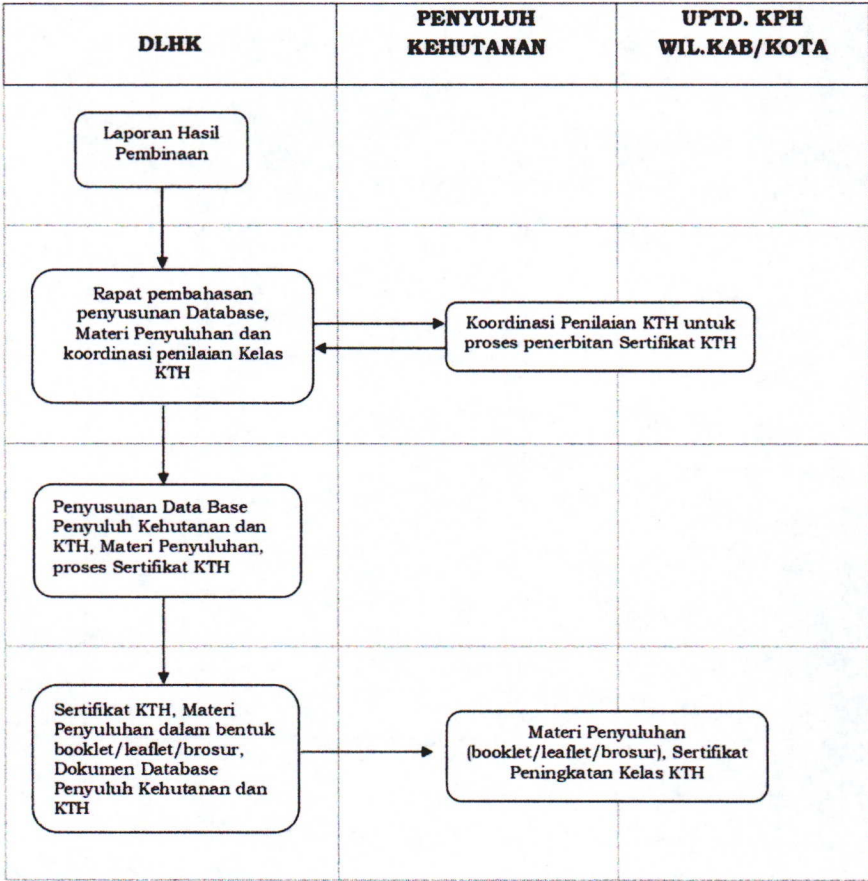 DLHK
PENYULUH
KEHUTANAN
UPTD. KPH
WIL.KAB/KOTA
Laporan Hasil
Pembinaan
Rapat pembahasan
penyusunan Database,
Materi Penyuluhan dan
koordinasi penilaian Kelas
KTH
Koordinasi Penilaian KTH untuk
proses penerbitan Sertifikat KTH
Penyusunan Data Base
Penyuluh Kehutanan dan
KTH, Materi Penyuluhan,
proses Sertifikat KTH
Sertifikat KTH, Materi
Penyuluhan dalam bentuk
booklet/leaflet/brosur,
Dokumen Database
Penyuluh Kehutanan dan
KTH
Materi Penyuluhan
(booklet/leaflet/brosur), Sertifikat
Peningkatan Kelas KTH